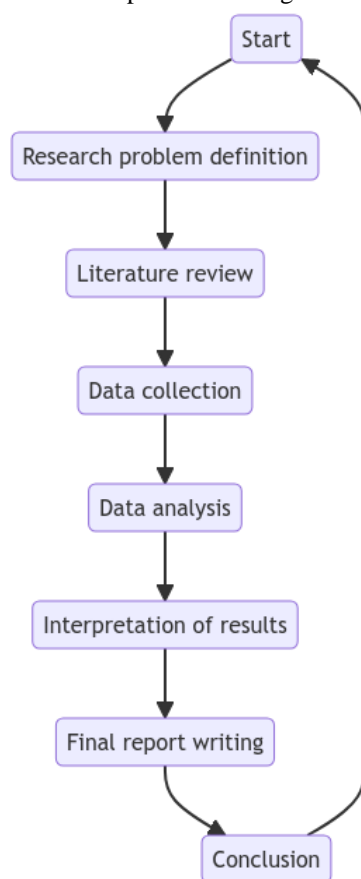 Start
Research problem definition
Literature review
Data collection
Data analysis
Interpretation of results
Final report writing
Conclusion